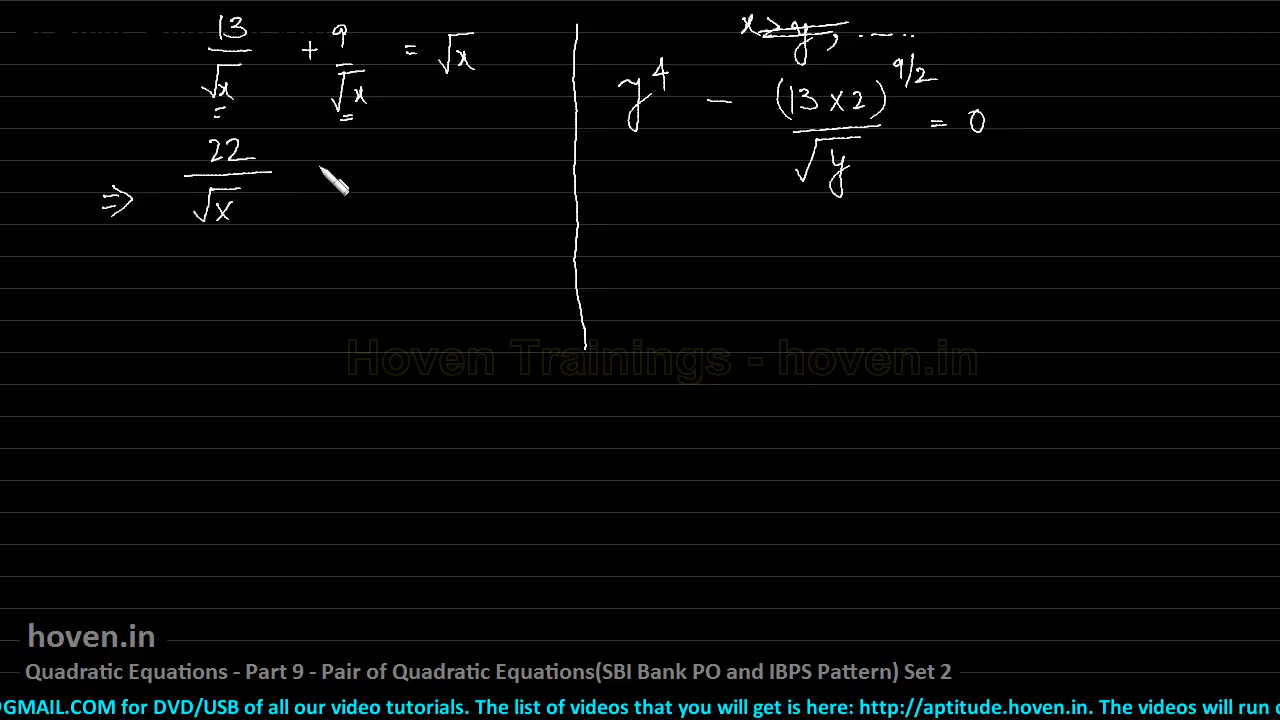 x > y, ......
13/√x + 9/√x = √x
y^4 - (13 x 2)^9/2 / √y = 0
⇒ 22/√x
Hoven Trainings - hoven.in
hoven.in
Quadratic Equations - Part 9 - Pair of Quadratic Equations(SBI Bank PO and IBPS Pattern) Set 2
@GMAIL.COM for DVD/USB of all our video tutorials. The list of videos that you will get is here: http://aptitude.hoven.in. The videos will run